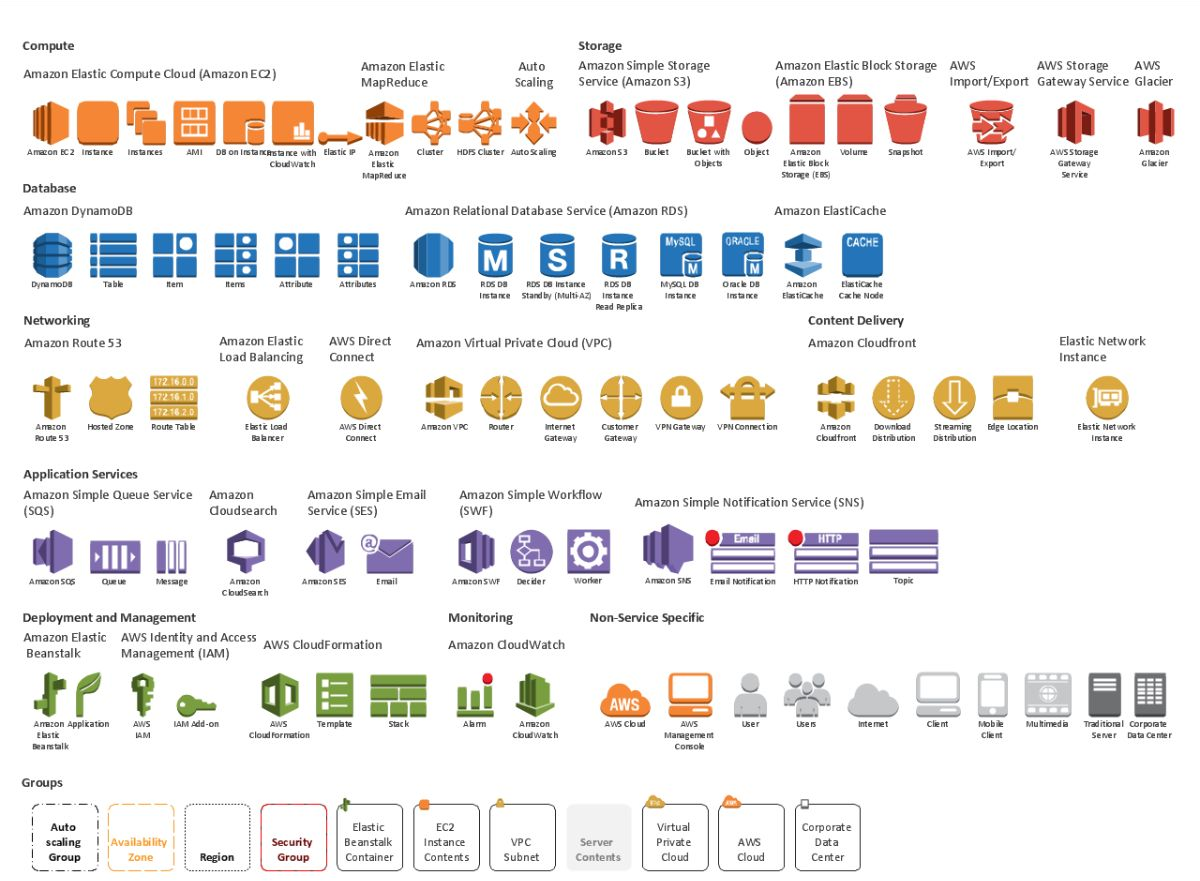 Compute
Storage
Amazon Elastic Compute Cloud (Amazon EC2)
Amazon Elastic
MapReduce
Auto
Scaling
Amazon Simple Storage
Service (Amazon S3)
Amazon Elastic Block Storage
(Amazon EBS)
AWS
Import/Export
AWS Storage
Gateway Service
AWS
Glacier
Amazon EC2
Instance
Instances
AMI
DB on Instance
Instance with
CloudWatch
Elastic IP
Amazon
Elastic
MapReduce
Cluster
HDFS Cluster
Auto Scaling
Amazon S3
Bucket
Bucket with
Objects
Object
Amazon
Elastic Block
Storage (EBS)
Volume
Snapshot
AWS Import/
Export
AWS Storage
Gateway
Service
Amazon
Glacier
Database
Amazon DynamoDB
Amazon Relational Database Service (Amazon RDS)
Amazon ElastiCache
M
S
R
MySQL
M
ORACLE
M
CACHE
DynamoDB
Table
Item
Items
Attribute
Attributes
Amazon RDS
RDS DB
Instance
RDS DB Instance
Standby (Multi-AZ)
RDS DB
Instance
Read Replica
MySQL DB
Instance
Oracle DB
Instance
Amazon
ElastiCache
ElastiCache
Cache Node
Networking
Content Delivery
Amazon Route 53
Amazon Elastic
Load Balancing
AWS Direct
Connect
Amazon Virtual Private Cloud (VPC)
Amazon Cloudfront
Elastic Network
Instance
172.16.0.0
172.16.1.0
172.16.2.0
Amazon
Route 53
Hosted Zone
Route Table
Elastic Load
Balancer
AWS Direct
Connect
Amazon VPC
Router
Internet
Gateway
Customer
Gateway
VPN Gateway
VPN Connection
Amazon
Cloudfront
Download
Distribution
Streaming
Distribution
Edge Location
Elastic Network
Instance
Application Services
Amazon Simple Queue Service
(SQS)
Amazon
Cloudsearch
Amazon Simple Email
Service (SES)
Amazon Simple Workflow
(SWF)
Amazon Simple Notification Service (SNS)
@
Email
HTTP
Amazon SQS
Queue
Message
Amazon
CloudSearch
Amazon SES
Email
Amazon SWF
Decider
Worker
Amazon SNS
Email Notification
HTTP Notification
Topic
Deployment and Management
Monitoring
Non-Service Specific
Amazon Elastic
Beanstalk
AWS Identity and Access
Management (IAM)
AWS CloudFormation
Amazon CloudWatch
AWS
Amazon
Elastic
Beanstalk
Application
AWS
IAM
IAM Add-on
AWS
CloudFormation
Template
Stack
Alarm
Amazon
CloudWatch
AWS Cloud
AWS
Management
Console
User
Users
Internet
Client
Mobile
Client
Multimedia
Traditional
Server
Corporate
Data Center
Groups
Auto
scaling
Group
Availability
Zone
Region
Security
Group
Elastic
Beanstalk
Container
EC2
Instance
Contents
VPC
Subnet
Server
Contents
Virtual
Private
Cloud
AWS
AWS
Cloud
Corporate
Data
Center